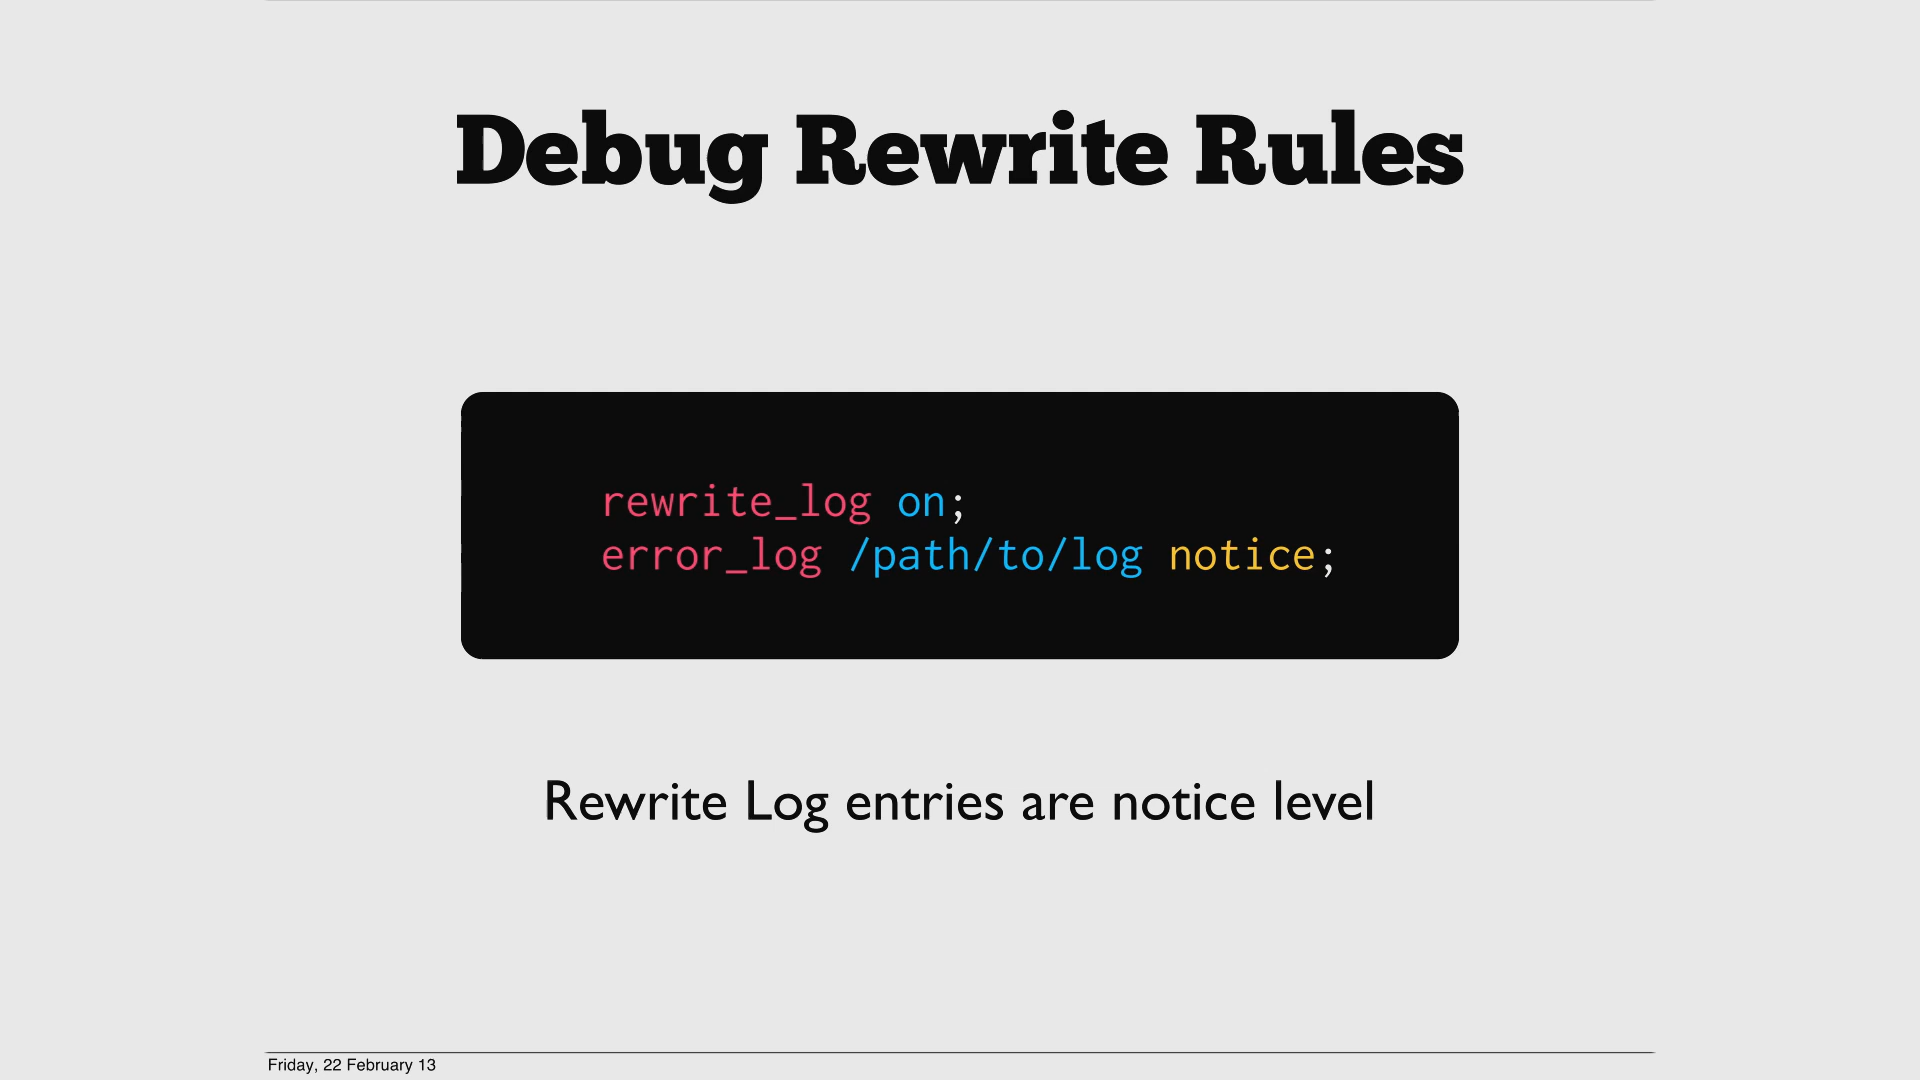 Debug Rewrite Rules
rewrite_log on;
error_log /path/to/log notice;
Rewrite Log entries are notice level
Friday, 22 February 13